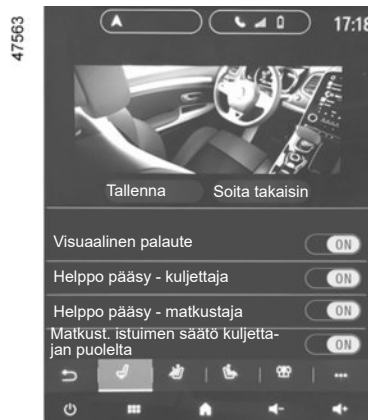 47563
17:18
Tallenna Soita takaisin
Visuaalinen palaute ON
Helppo pääsy - kuljettaja ON
Helppo pääsy - matkustaja ON
Matkust. istuimen säätö kuljetta-
jan puolelta ON